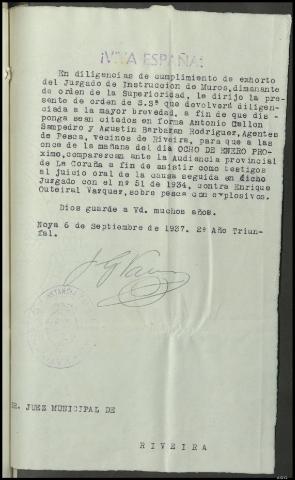 ¡VIVA ESPAÑA!
En diligencias de cumplimiento de exhorto
del Juzgado de Instruccion de Muros, dimanante
de orden de la Superioridad, le dirijo la pre-
sente de orden de S.Sª que devolverá diligen-
ciada a la mayor brevedad, a fin de que dis-
ponga sean citados en forma Antonio
Sampedro y Agustin Barbazan Rodriguez, Agentes
de Pesca, vecinos de Riveira, para que a las
once de la mañana del dia OCHO DE ENERO PRO-
ximo, comparezcan ante la Audiencia provincial
de La Coruña a fin de asistir como testigos
al juicio oral de la causa seguida en dicho
Juzgado con el nº 51 de 1934, contra Enrique
Outeiral Vazquez, sobre pesca con explosivos.
Dios guarde a Vd. muchos años.
Noya 6 de Septiembre de 1937. 2º Año Triun-
fal.
SR. JUEZ MUNICIPAL DE
RIVEIRA